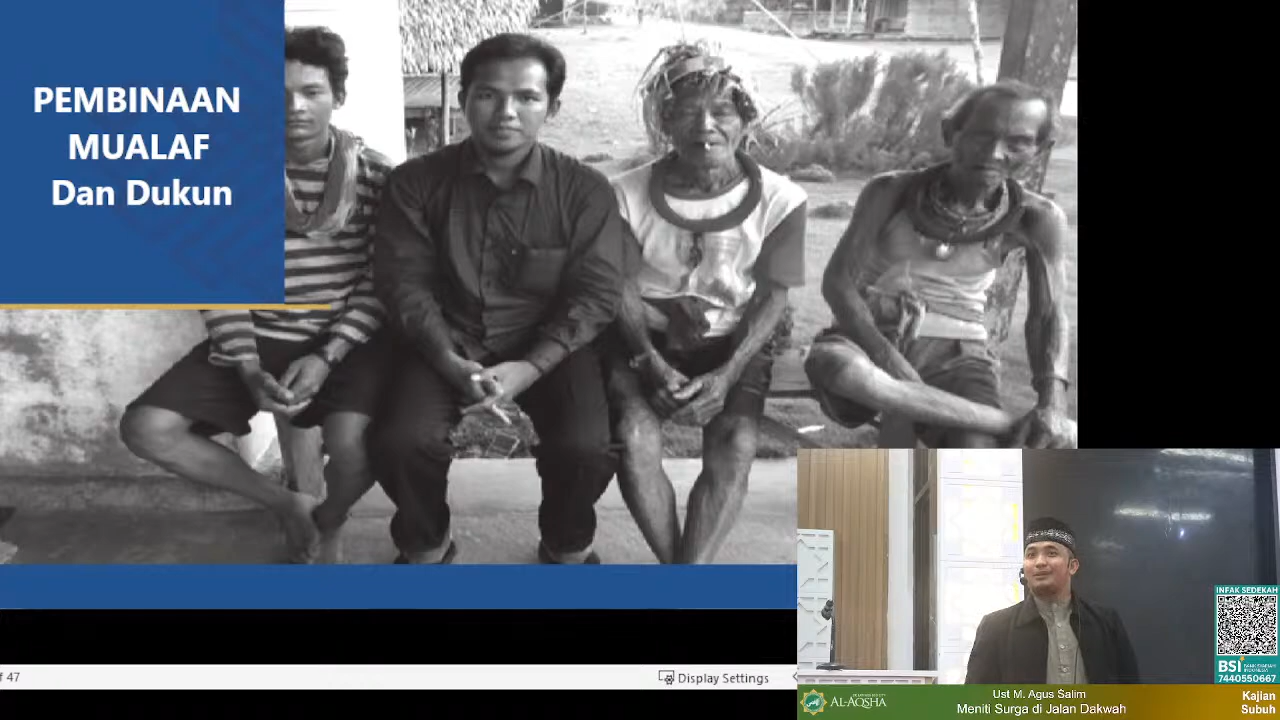 PEMBINAAN
MUALAF
Dan Dukun
f 47
Display Settings
INFAK SEDEKAH
BSI
7440550667
AL-AQSHA
Ust M. Agus Salim
Meniti Surga di Jalan Dakwah
Kajian
Subuh